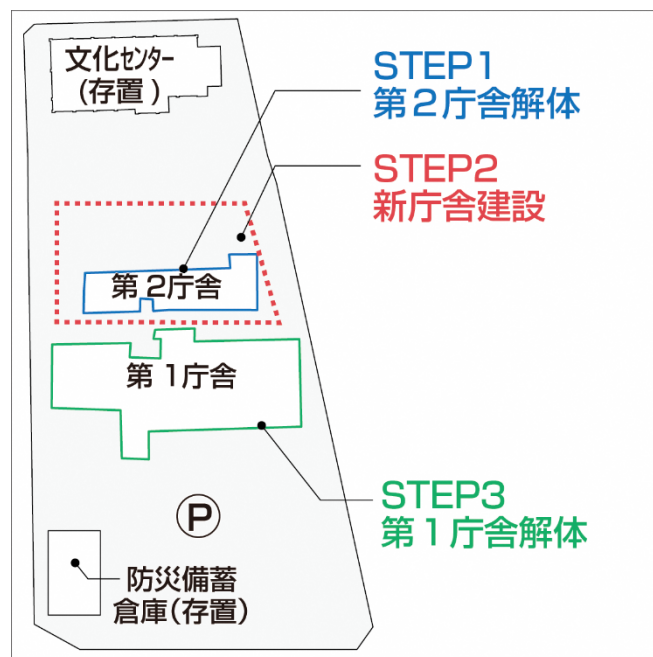 文化センター
(存置)
STEP1
第2庁舎解体
STEP2
新庁舎建設
第2庁舎
第1庁舎
STEP3
第1庁舎解体
P
防災備蓄
倉庫(存置)